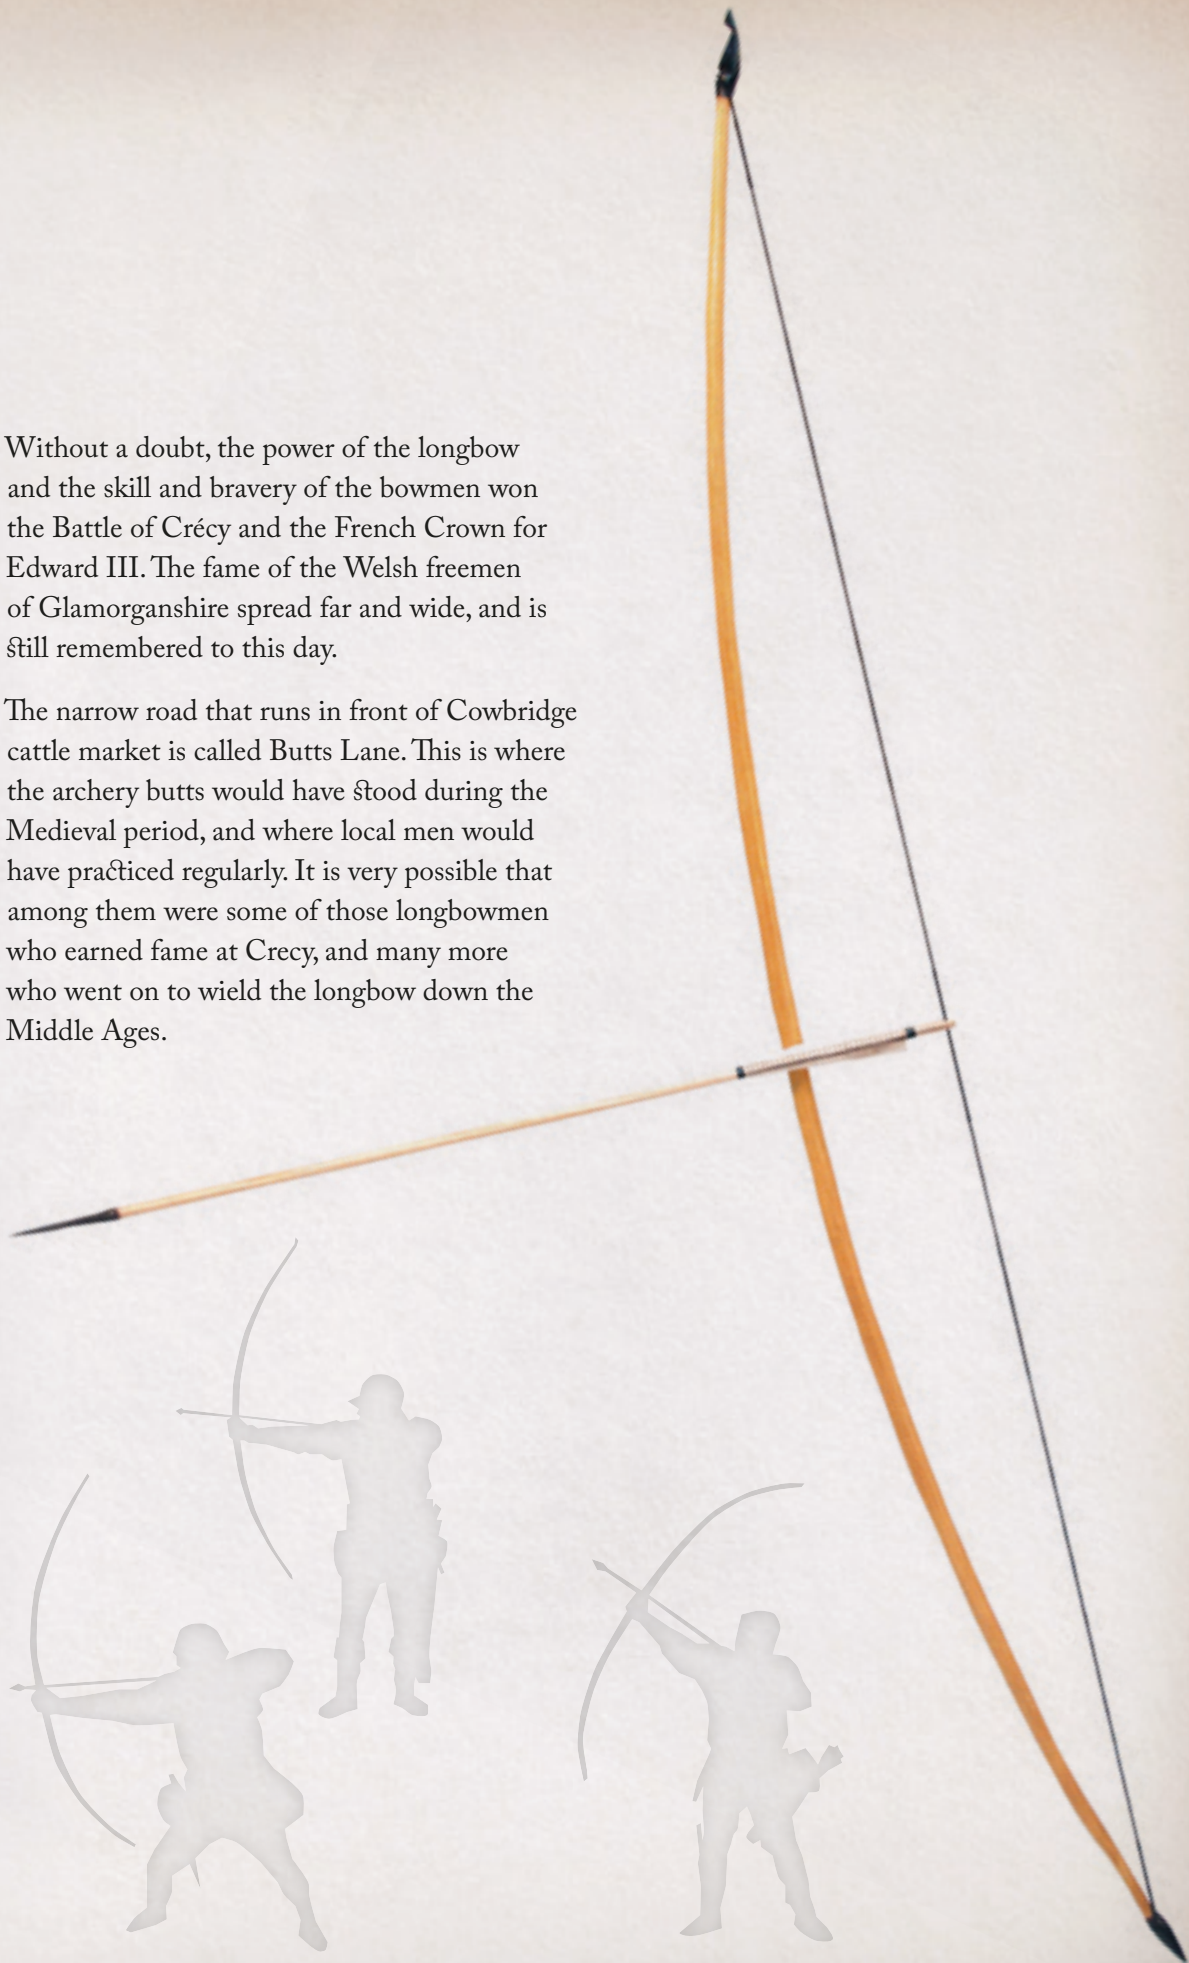 Without a doubt, the power of the longbow
and the skill and bravery of the bowmen won
the Battle of Crécy and the French Crown for
Edward III. The fame of the Welsh freemen
of Glamorganshire spread far and wide, and is
still remembered to this day.
The narrow road that runs in front of Cowbridge
cattle market is called Butts Lane. This is where
the archery butts would have stood during the
Medieval period, and where local men would
have practiced regularly. It is very possible that
among them were some of those longbowmen
who earned fame at Crecy, and many more
who went on to wield the longbow down the
Middle Ages.